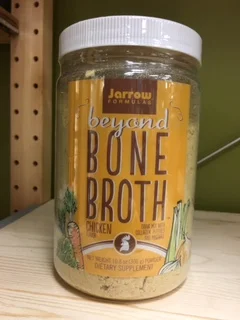 Jarrow
FORMULAS
beyond
BONE
BROTH
CHICKEN
DIETARY SUPPLEMENT